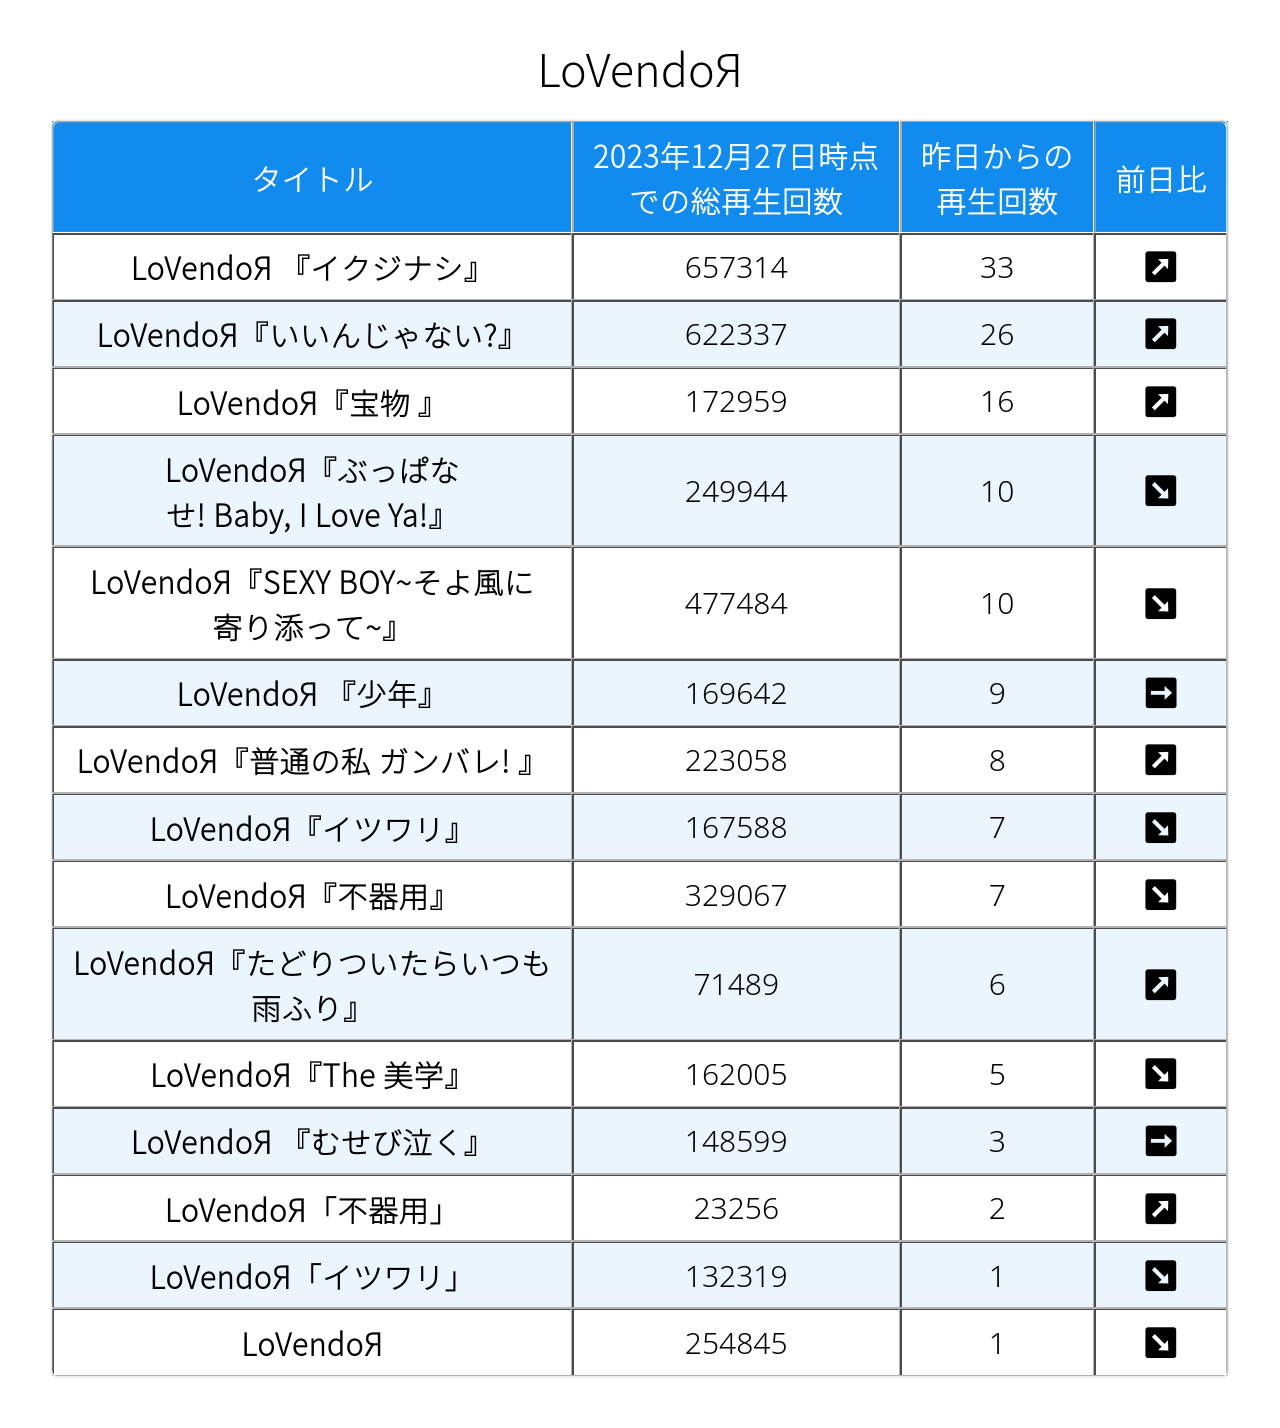 LoVendoЯ
タイトル
2023年12月27日時点
での総再生回数
昨日からの
再生回数
前日比
LoVendoЯ 『イクジナシ』
657314
33
↗
LoVendoЯ『いいんじゃない?』
622337
26
↗
LoVendoЯ『宝物 』
172959
16
↗
LoVendoЯ『ぶっぱな
せ! Baby, I Love Ya!』
249944
10
↘
LoVendoЯ『SEXY BOY~そよ風に
寄り添って~』
477484
10
↘
LoVendoЯ 『少年』
169642
9
→
LoVendoЯ『普通の私 ガンバレ! 』
223058
8
↗
LoVendoЯ『イツワリ』
167588
7
↘
LoVendoЯ『不器用』
329067
7
↘
LoVendoЯ『たどりついたらいつも
雨ふり』
71489
6
↗
LoVendoЯ『The 美学』
162005
5
↘
LoVendoЯ 『むせび泣く』
148599
3
→
LoVendoЯ「不器用」
23256
2
↗
LoVendoЯ「イツワリ」
132319
1
↘
LoVendoЯ
254845
1
↘